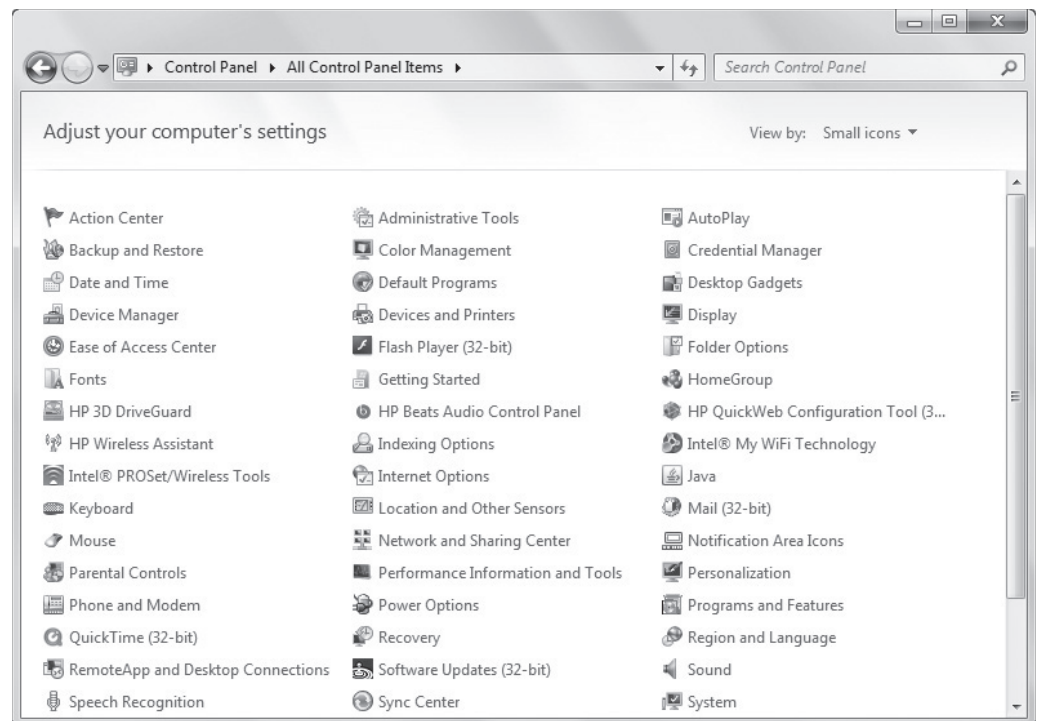 Control Panel All Control Panel Items
Search Control Panel
Adjust your computer's settings
View by: Small icons
Action Center Administrative Tools AutoPlay
Backup and Restore Color Management Credential Manager
Date and Time Default Programs Desktop Gadgets
Device Manager Devices and Printers Display
Ease of Access Center Flash Player (32-bit) Folder Options
Fonts Getting Started HomeGroup
HP 3D DriveGuard HP Beats Audio Control Panel HP QuickWeb Configuration Tool (3...
HP Wireless Assistant Indexing Options Intel® My WiFi Technology
Intel® PROSet/Wireless Tools Internet Options Java
Keyboard Location and Other Sensors Mail (32-bit)
Mouse Network and Sharing Center Notification Area Icons
Parental Controls Performance Information and Tools Personalization
Phone and Modem Power Options Programs and Features
QuickTime (32-bit) Recovery Region and Language
RemoteApp and Desktop Connections Software Updates (32-bit) Sound
Speech Recognition Sync Center System